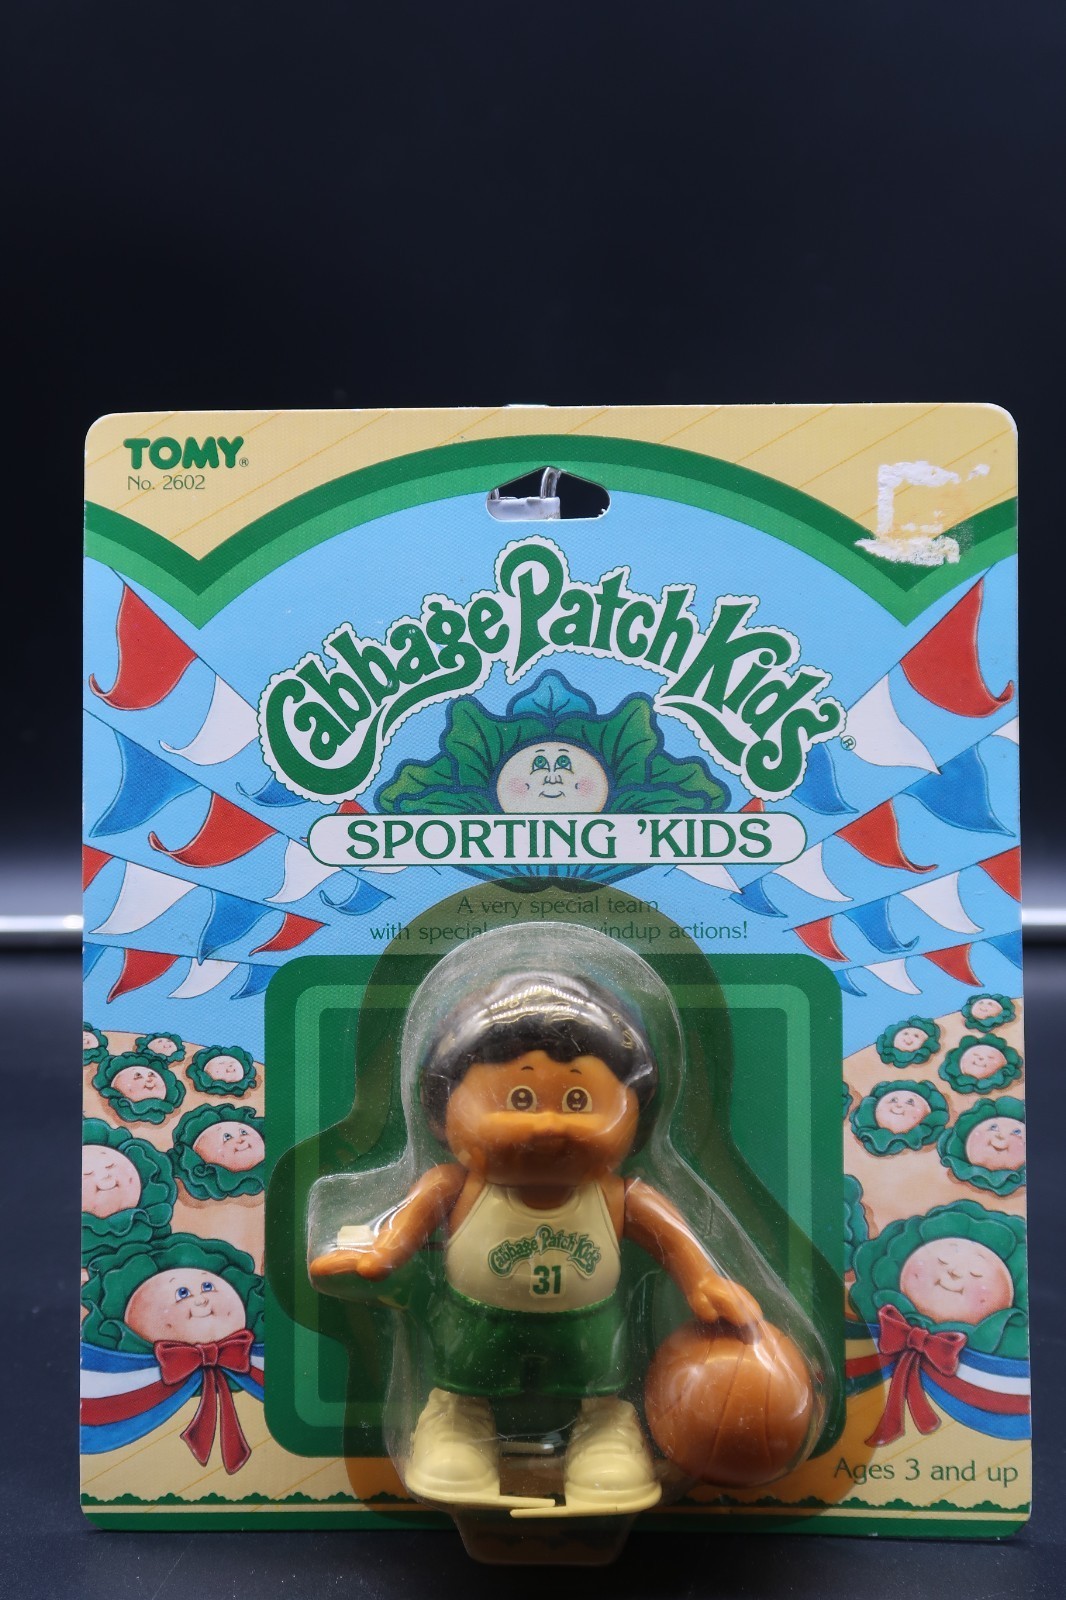 TOMY®
No. 2602
Cabbage Patch Kids®
SPORTING 'KIDS
A very special team
with special windup actions!
Cabbage Patch Kids
31
Ages 3 and up